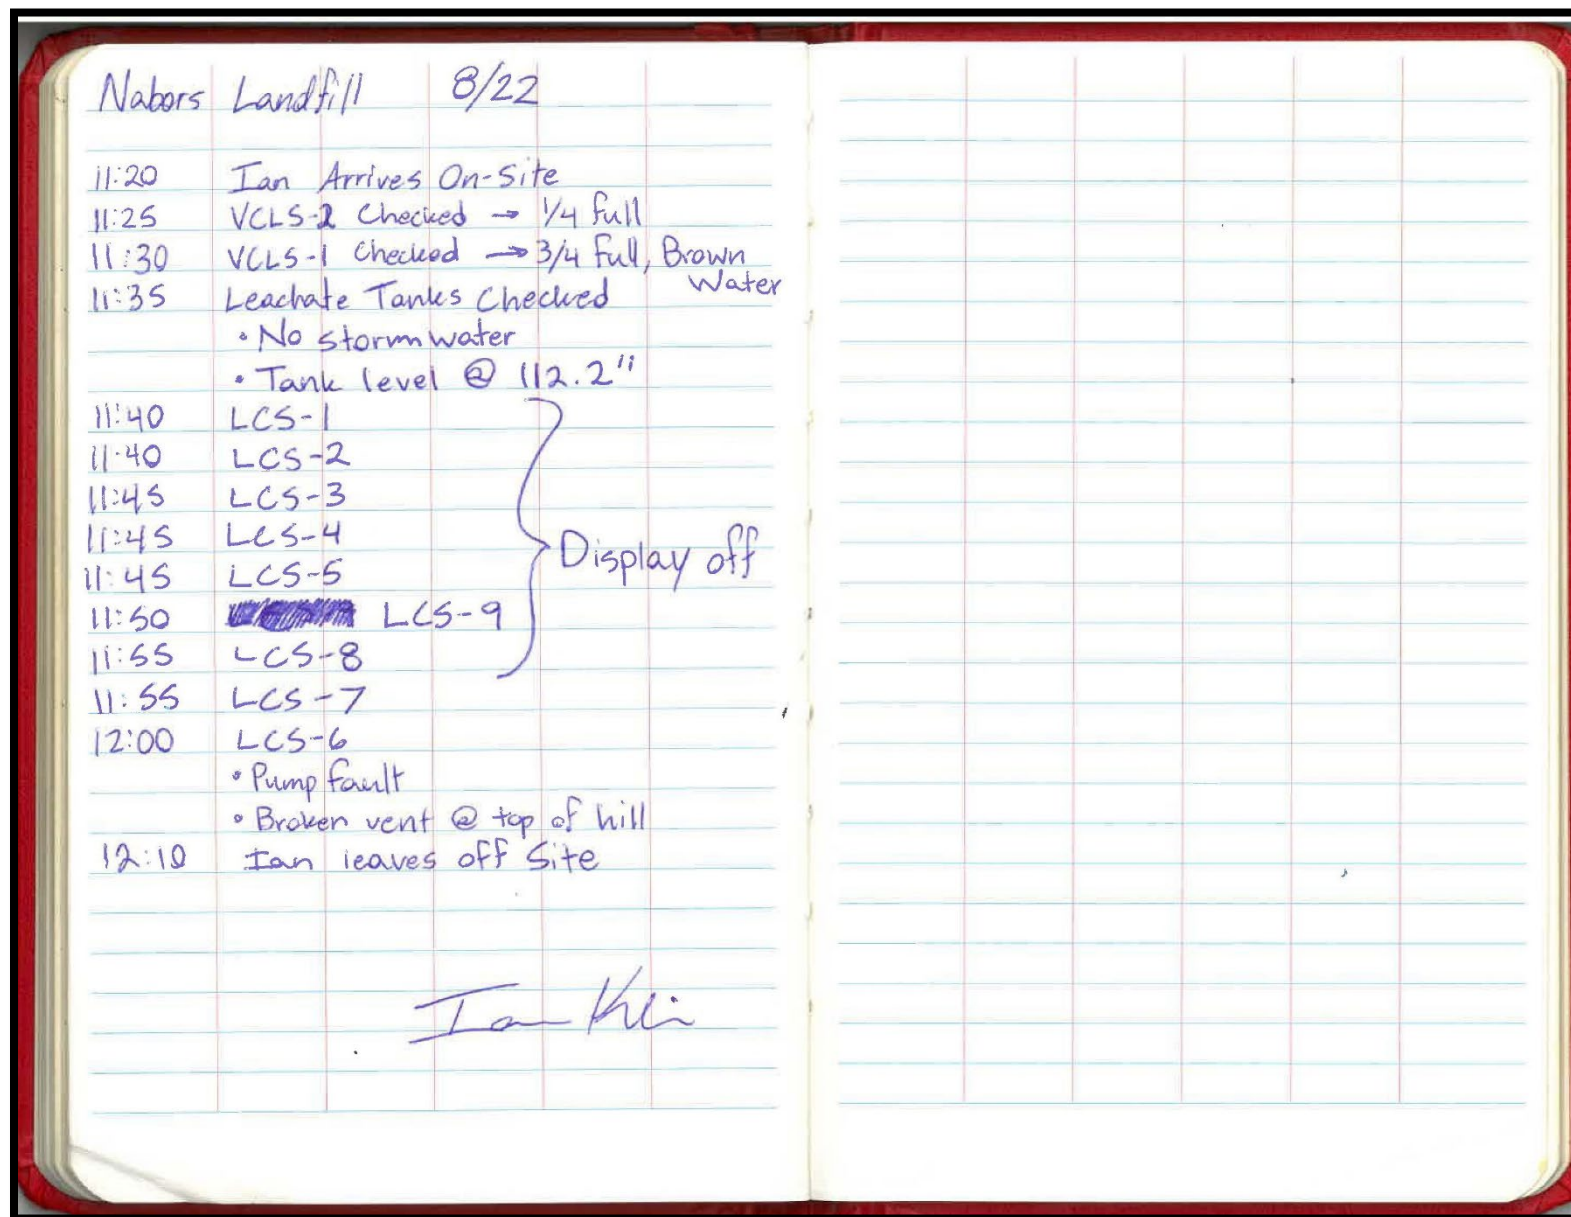 Nabors Landfill 8/22
11:20 Ian Arrives On-Site
11:25 VCLS-2 Checked → 1/4 full
11:30 VCLS-1 Checked → 3/4 full, Brown
Water
11:35 Leachate Tanks Checked
• No stormwater
• Tank level @ 112.2"
11:40 LCS-1
11:40 LCS-2
11:45 LCS-3
11:45 LCS-4
11:45 LCS-5
Display off
11:50 LCS-9
11:55 LCS-8
11:55 LCS-7
12:00 LCS-6
• Pump fault
• Broken vent @ top of hill
12:10 Ian leaves off Site
Ian